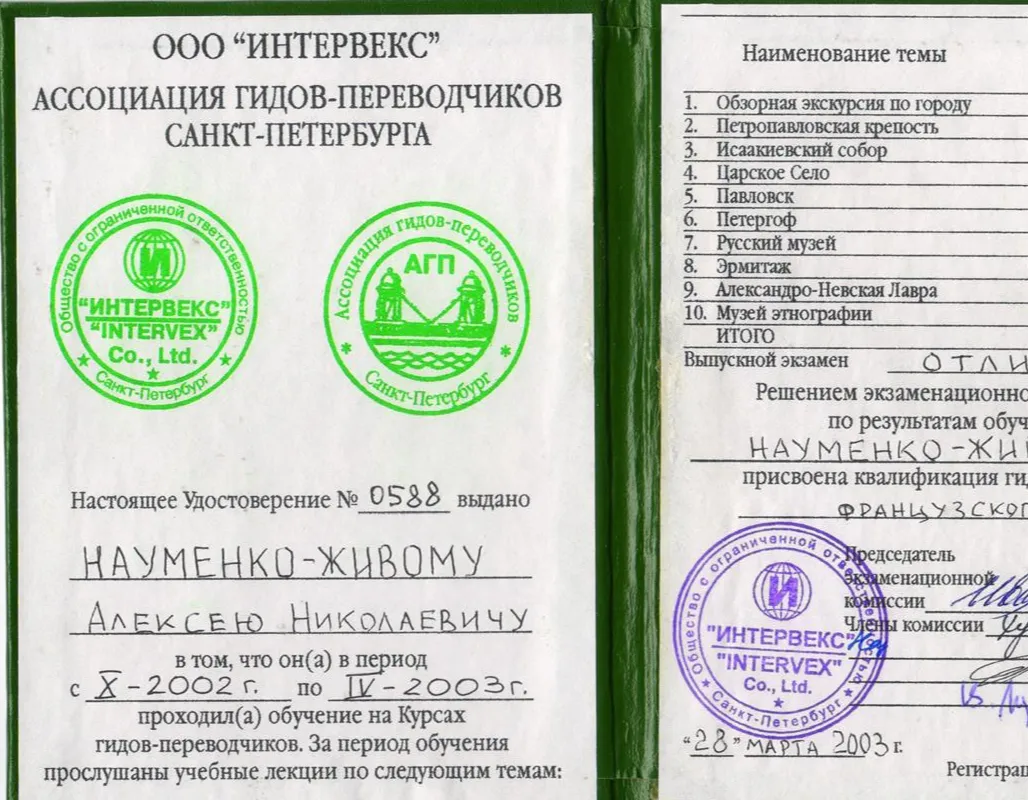 ООО “ИНТЕРВЕКС”
АССОЦИАЦИЯ ГИДОВ-ПЕРЕВОДЧИКОВ
САНКТ-ПЕТЕРБУРГА
Общество с ограниченной ответственностью
И
“ИНТЕРВЕКС”
“INTERVEX”
Co., Ltd.
Санкт-Петербург
Ассоциация гидов-переводчиков
АГП
Санкт-Петербург
Настоящее Удостоверение № 0588 выдано
НАУМЕНКО-ЖИВОМУ
АЛЕКСЕЮ НИКОЛАЕВИЧУ
в том, что он(а) в период
с X-2002 г. по IV-2003 г.
проходил(а) обучение на Курсах
гидов-переводчиков. За период обучения
прослушаны учебные лекции по следующим темам:
Наименование темы
1. Обзорная экскурсия по городу
2. Петропавловская крепость
3. Исаакиевский собор
4. Царское Село
5. Павловск
6. Петергоф
7. Русский музей
8. Эрмитаж
9. Александро-Невская Лавра
10. Музей этнографии
ИТОГО
Выпускной экзамен ОТЛИ
Решением экзаменационно
по результатам обуч
НАУМЕНКО-ЖИ
присвоена квалификация ги
ФРАНЦУЗСКОГ
Председатель
экзаменационной
комиссии
Члены комиссии
Общество с ограниченной ответственностью
И
"ИНТЕРВЕКС"
"INTERVEX"
Co., Ltd.
Санкт-Петербург
“28” МАРТА 2003 г.
Регистрац